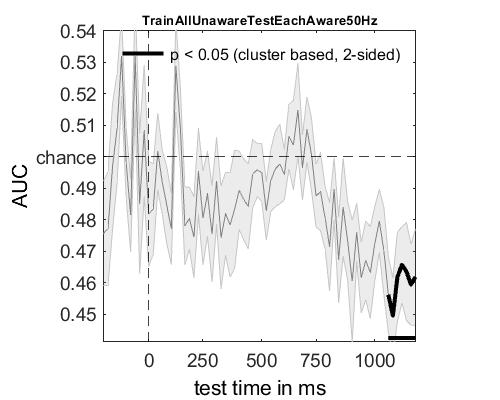 TrainAllUnawareTestEachAware50Hz
p < 0.05 (cluster based, 2-sided)
0.54
0.53
0.52
0.51
chance
0.49
0.48
0.47
0.46
0.45
AUC
0 250 500 750 1000
test time in ms